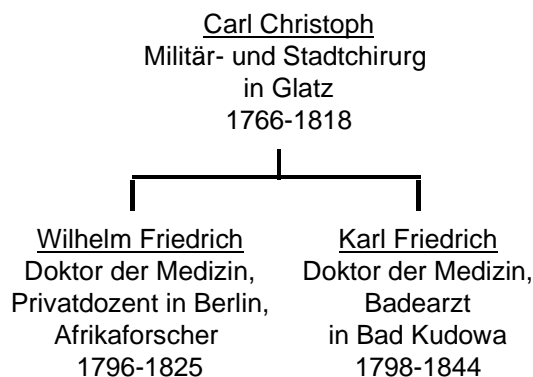 Carl Christoph
Militär- und Stadtchirurg
in Glatz
1766-1818
Wilhelm Friedrich
Doktor der Medizin,
Privatdozent in Berlin,
Afrikaforscher
1796-1825
Karl Friedrich
Doktor der Medizin,
Badearzt
in Bad Kudowa
1798-1844